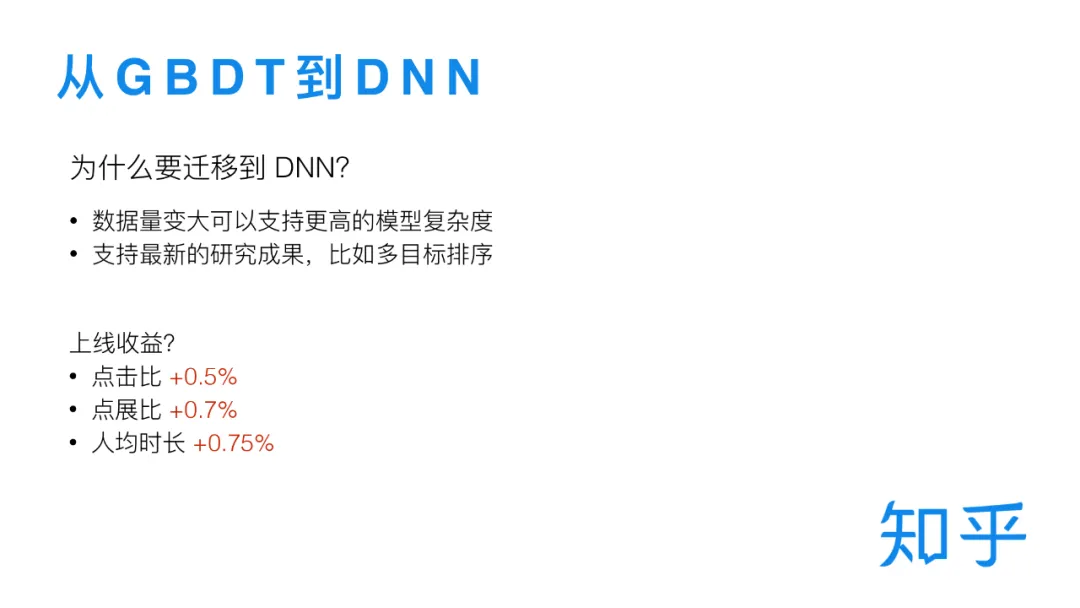 从GBDT到DNN
为什么要迁移到 DNN?
• 数据量变大可以支持更高的模型复杂度
• 支持最新的研究成果，比如多目标排序
上线收益?
• 点击比 +0.5%
• 点展比 +0.7%
• 人均时长 +0.75%
知乎